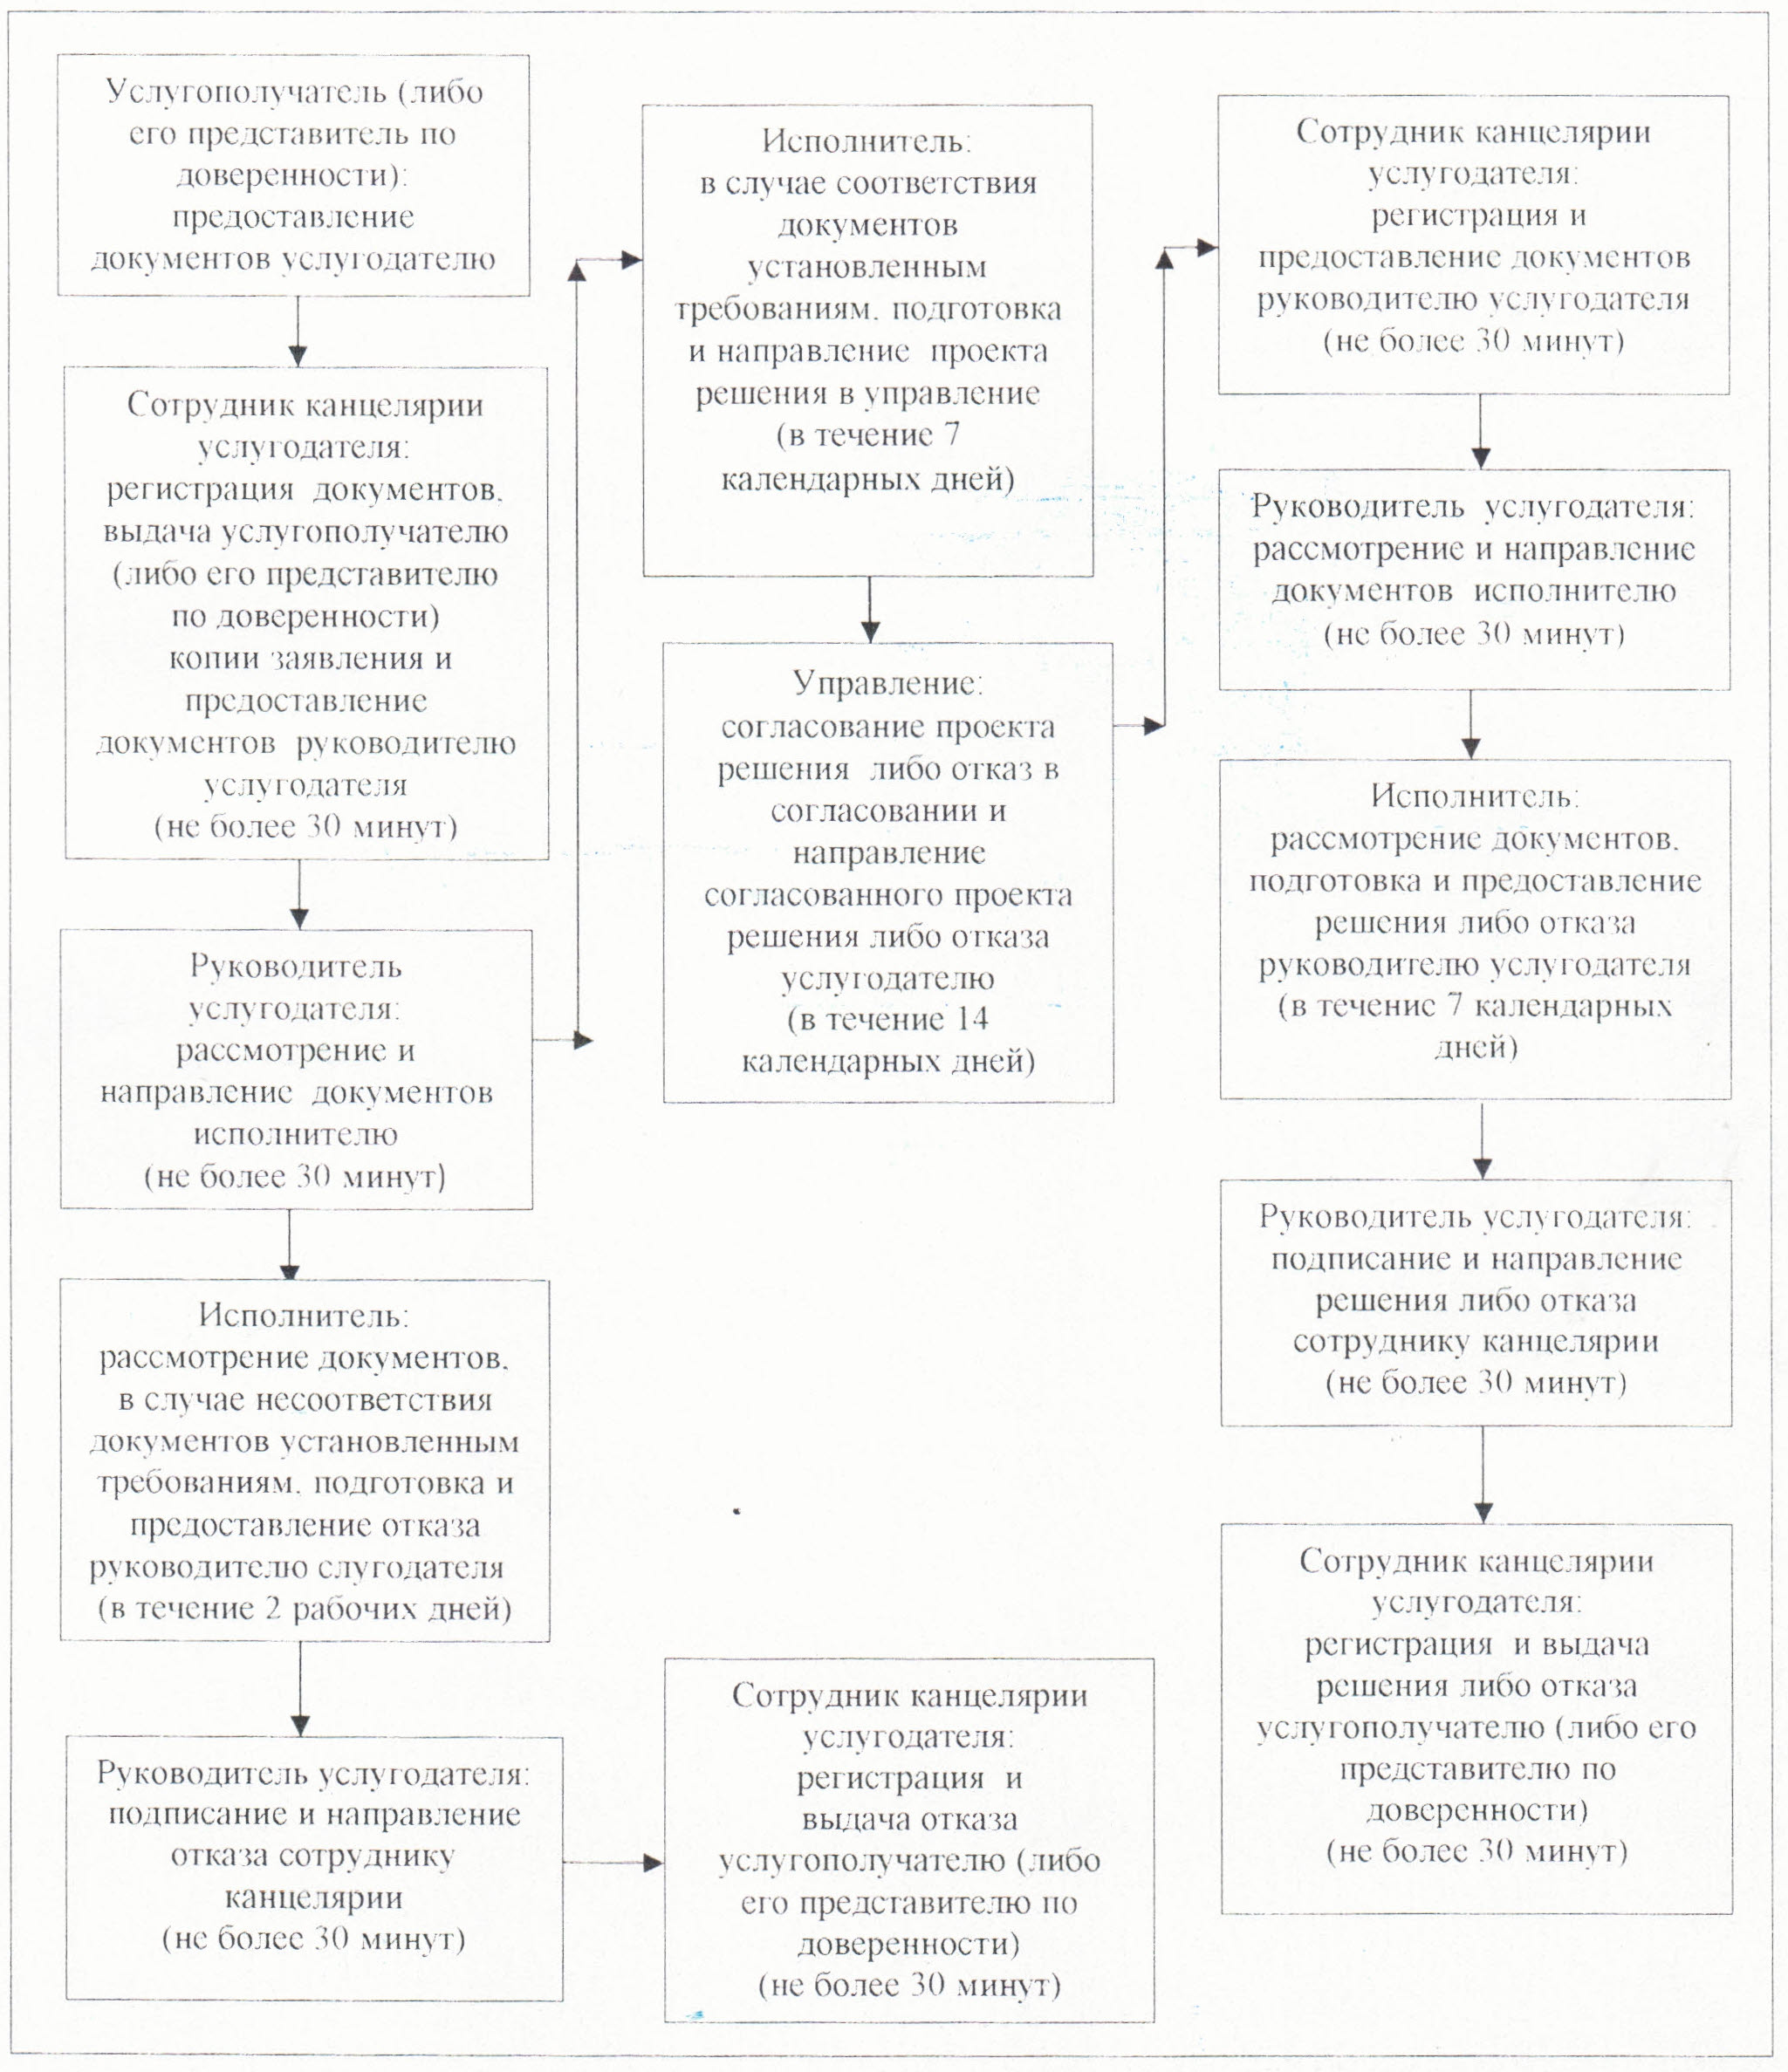 Услугополучатель (либо
его представитель по
доверенности):
предоставление
документов услугодателю
Сотрудник канцелярии
услугодателя:
регистрация документов,
выдача услугополучателю
(либо его представителю
по доверенности)
копии заявления и
предоставление
документов руководителю
услугодателя
(не более 30 минут)
Руководитель
услугодателя:
рассмотрение и
направление документов
исполнителю
(не более 30 минут)
Исполнитель:
рассмотрение документов,
в случае несоответствия
документов установленным
требованиям, подготовка и
предоставление отказа
руководителю слугодателя
(в течение 2 рабочих дней)
Руководитель услугодателя:
подписание и направление
отказа сотруднику
канцелярии
(не более 30 минут)
Исполнитель:
в случае соответствия
документов
установленным
требованиям, подготовка
и направление проекта
решения в управление
(в течение 7
календарных дней)
Управление:
согласование проекта
решения либо отказ в
согласовании и
направление
согласованного проекта
решения либо отказа
услугодателю
(в течение 14
календарных дней)
Сотрудник канцелярии
услугодателя:
регистрация и
выдача отказа
услугополучателю (либо
его представителю по
доверенности)
(не более 30 минут)
Сотрудник канцелярии
услугодателя:
регистрация и
предоставление документов
руководителю услугодателя
(не более 30 минут)
Руководитель услугодателя:
рассмотрение и направление
документов исполнителю
(не более 30 минут)
Исполнитель:
рассмотрение документов,
подготовка и предоставление
решения либо отказа
руководителю услугодателя
(в течение 7 календарных
дней)
Руководитель услугодателя:
подписание и направление
решения либо отказа
сотруднику канцелярии
(не более 30 минут)
Сотрудник канцелярии
услугодателя:
регистрация и выдача
решения либо отказа
услугополучателю (либо его
представителю по
доверенности)
(не более 30 минут)